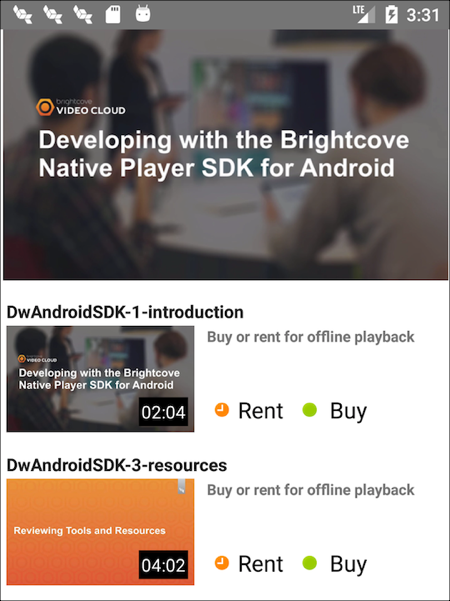 LTE 3:31
brightcove
VIDEO CLOUD
Developing with the Brightcove
Native Player SDK for Android
DwAndroidSDK-1-introduction
brightcove
VIDEO CLOUD
Developing with the Brightcove
Native Player SDK for Android
02:04
Buy or rent for offline playback
Rent Buy
DwAndroidSDK-3-resources
Reviewing Tools and Resources
04:02
Buy or rent for offline playback
Rent Buy